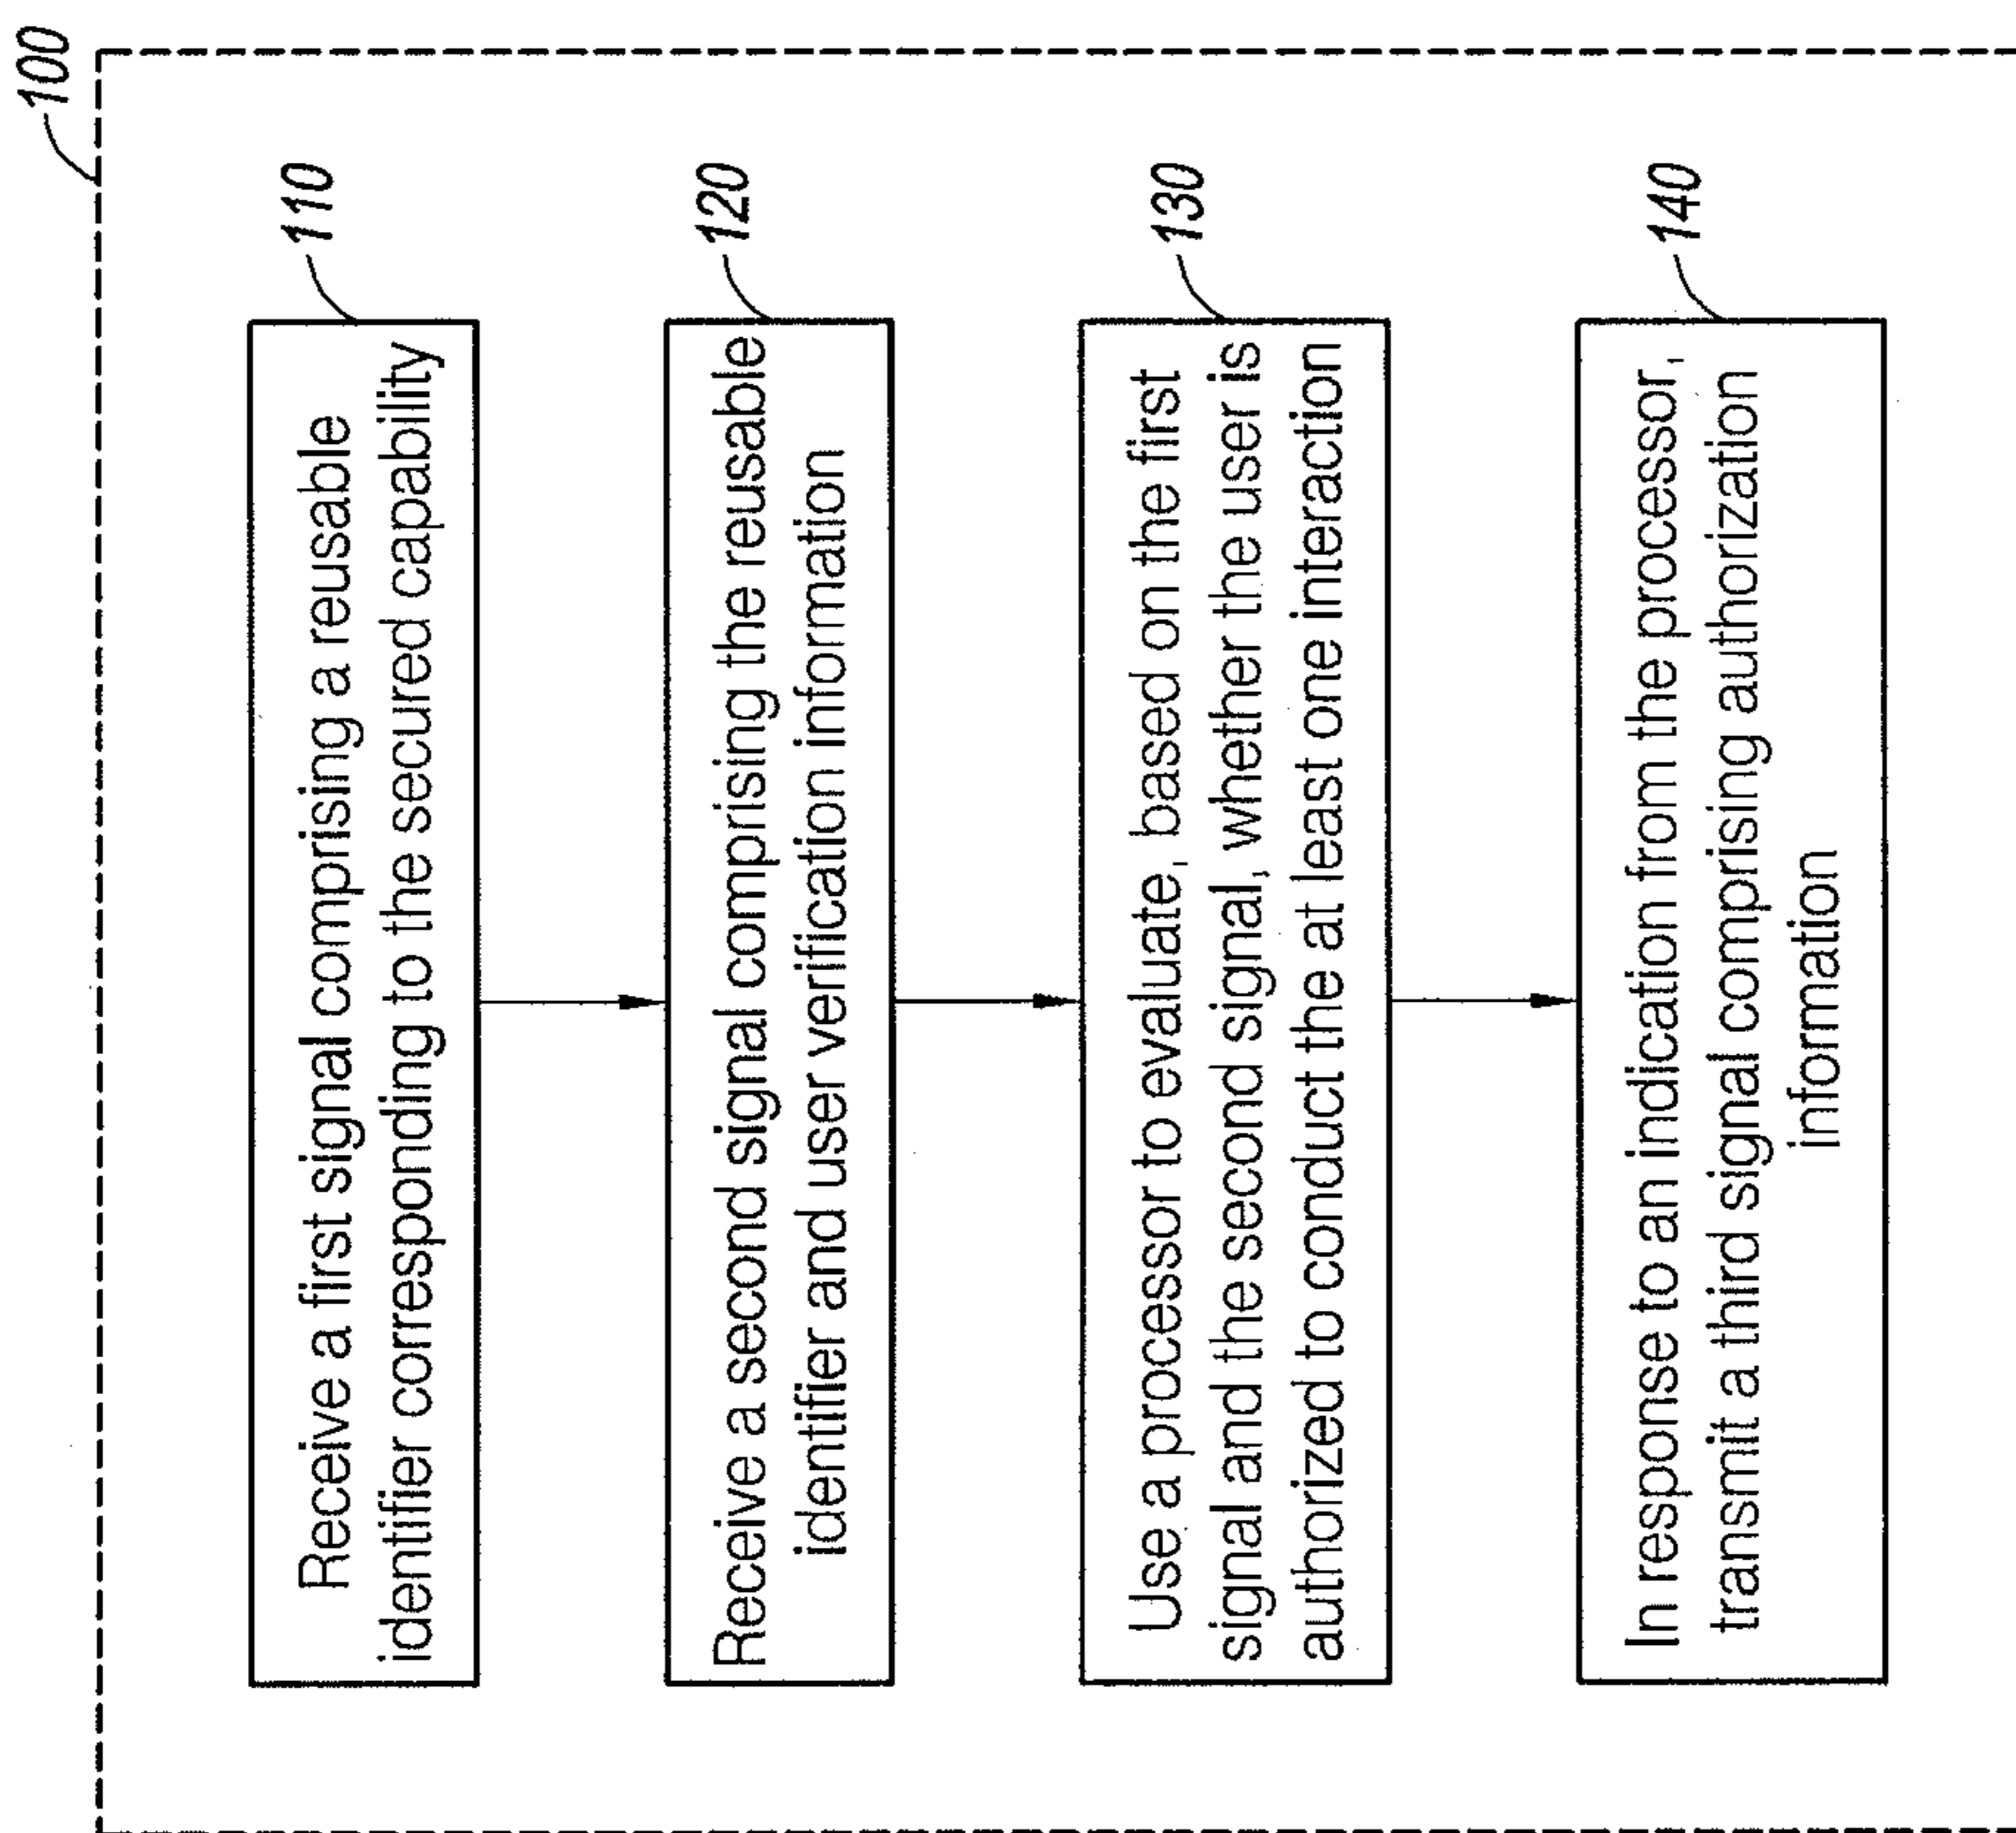 100
110
Receive a first signal comprising a reusable
identifier corresponding to the secured capability
120
Receive a second signal comprising the reusable
identifier and user verification information
130
Use a processor to evaluate, based on the first
signal and the second signal, whether the user is
authorized to conduct the at least one interaction
140
In response to an indication from the processor,
transmit a third signal comprising authorization
information